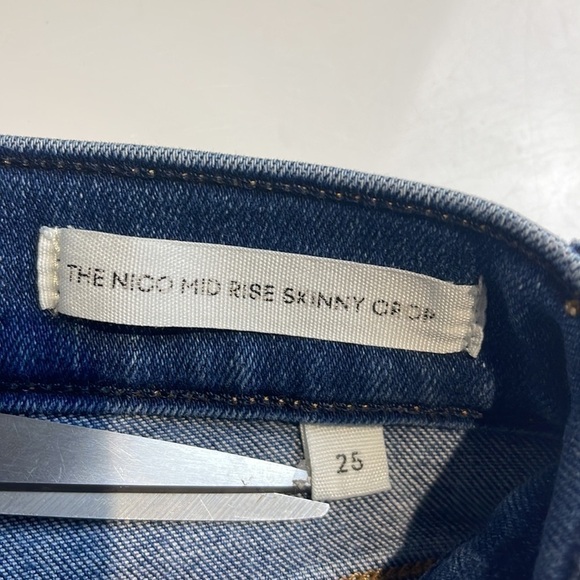 THE NICO MID RISE SKINNY CROP
25